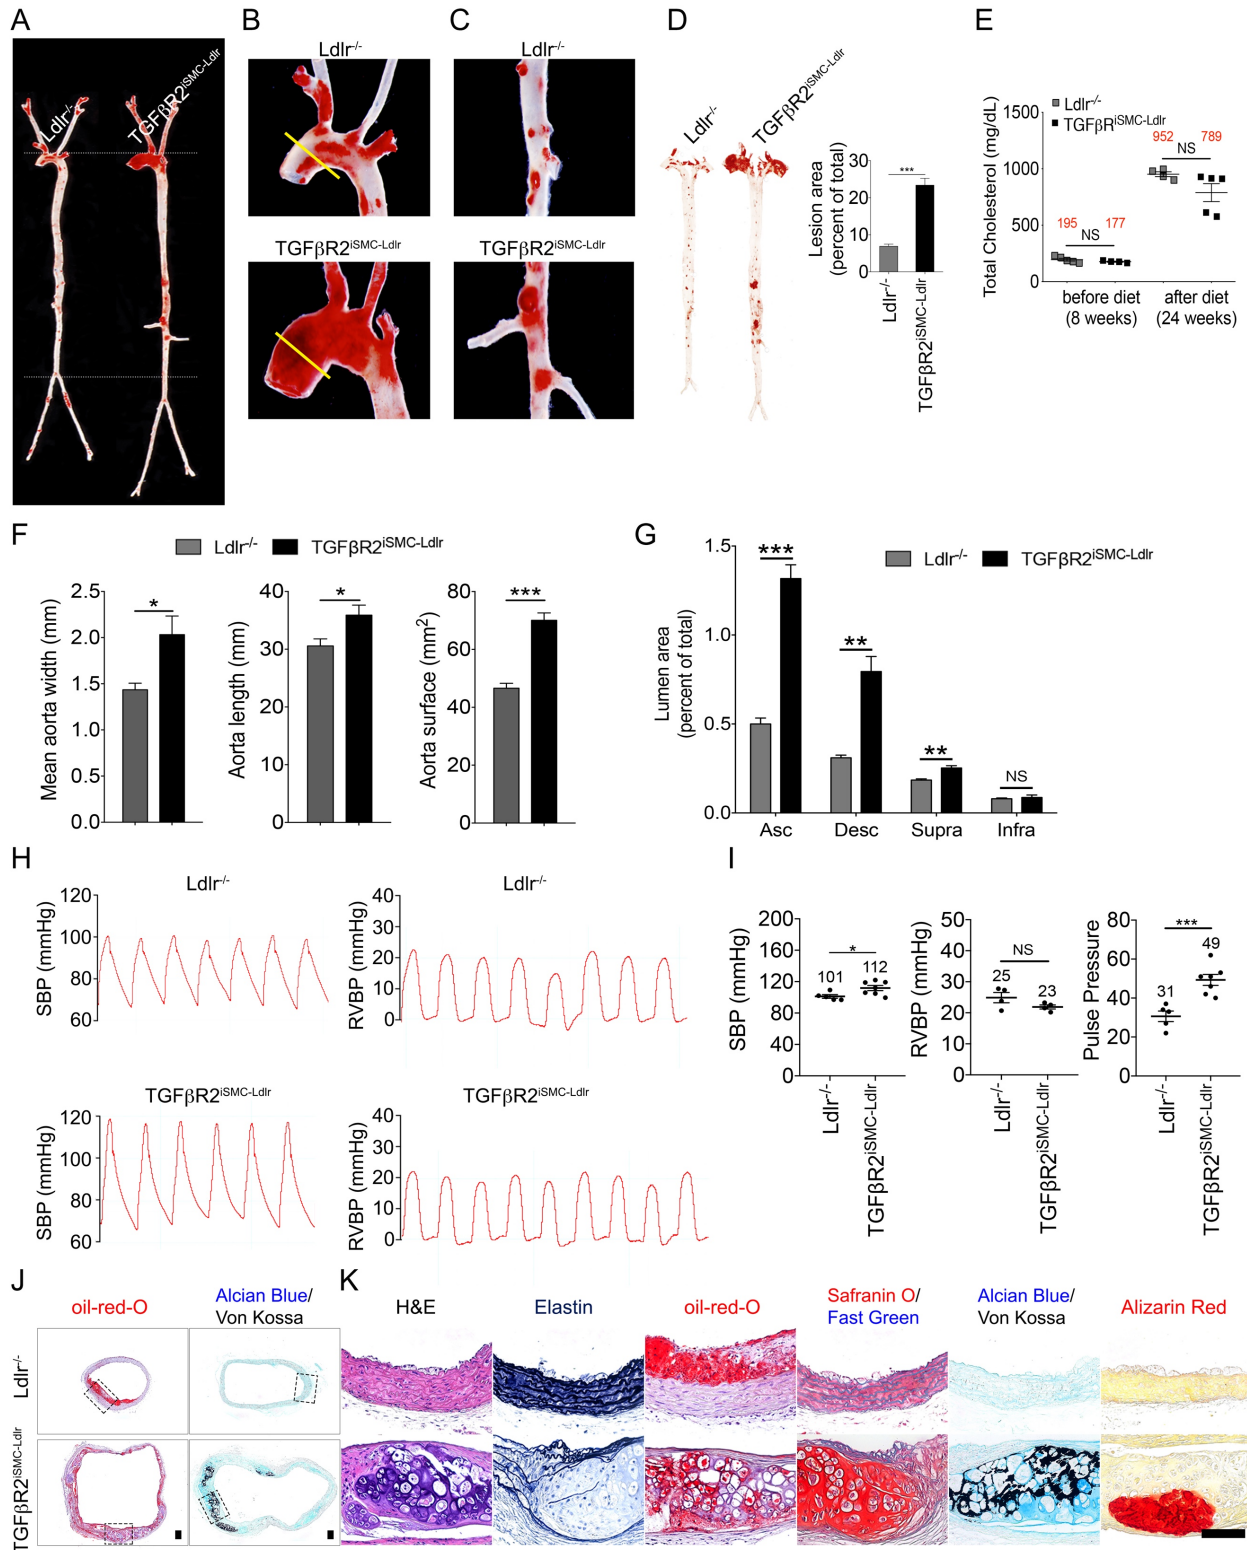 A
B
C
D
E
Ldlr-/-
TGFβR2iSMC-Ldlr
Ldlr-/-
TGFβR2iSMC-Ldlr
Ldlr-/-
TGFβR2iSMC-Ldlr
Ldlr-/-
TGFβR2iSMC-Ldlr
Lesion area
(percent of total)
30
20
10
0
***
Ldlr-/-
TGFβR2iSMC-Ldlr
Total Cholesterol (mg/dL)
1500
1000
500
0
Ldlr-/-
TGFβRiSMC-Ldlr
952
789
NS
195
177
NS
before diet
(8 weeks)
after diet
(24 weeks)
F
Ldlr-/-
TGFβR2iSMC-Ldlr
Mean aorta width (mm)
2.5
2.0
1.5
1.0
0.5
0.0
*
Aorta length (mm)
40
30
20
10
0
*
Aorta surface (mm2)
80
60
40
20
0
***
G
Ldlr-/-
TGFβR2iSMC-Ldlr
Lumen area
(percent of total)
1.5
1.0
0.5
0.0
***
**
**
NS
Asc
Desc
Supra
Infra
H
Ldlr-/-
SBP (mmHg)
120
100
80
60
Ldlr-/-
RVBP (mmHg)
40
30
20
10
0
TGFβR2iSMC-Ldlr
SBP (mmHg)
120
100
80
60
TGFβR2iSMC-Ldlr
RVBP (mmHg)
40
30
20
10
0
I
SBP (mmHg)
200
160
120
80
40
0
*
101
112
Ldlr-/-
TGFβR2iSMC-Ldlr
RVBP (mmHg)
50
40
30
20
10
0
NS
25
23
Ldlr-/-
TGFβR2iSMC-Ldlr
Pulse Pressure
80
60
40
20
0
***
49
31
Ldlr-/-
TGFβR2iSMC-Ldlr
J
oil-red-O
Alcian Blue/
Von Kossa
Ldlr-/-
TGFβR2iSMC-Ldlr
K
H&E
Elastin
oil-red-O
Safranin O/
Fast Green
Alcian Blue/
Von Kossa
Alizarin Red